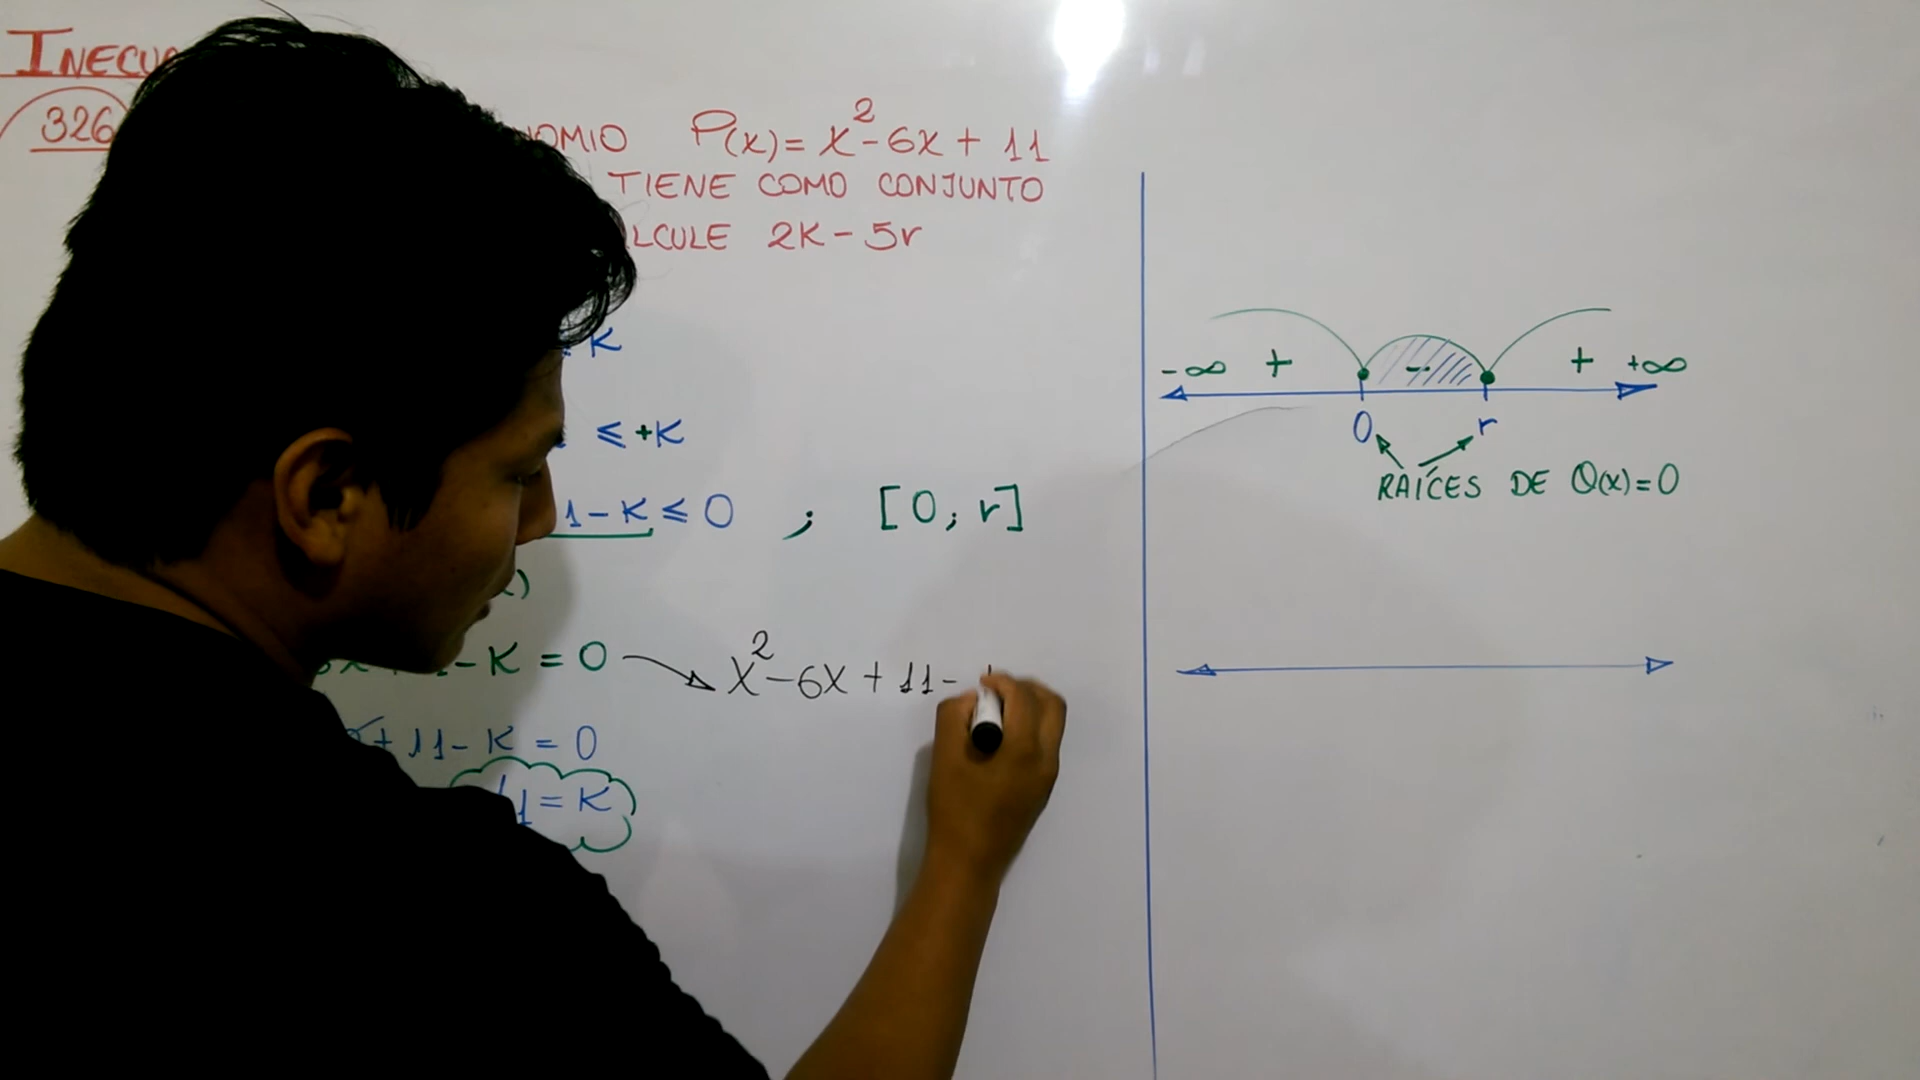 INECU
326
NOMIO P(x)= x²-6x + 11
TIENE COMO CONJUNTO
LCULE 2K - 5r
= K
≤ +K
1 - K ≤ 0 ; [0; r]
x)
- K = 0 → x² - 6x + 11 -
+ 11 - K = 0
11 = K
-∞ + - + +∞
0 r
RAÍCES DE Q(x)=0